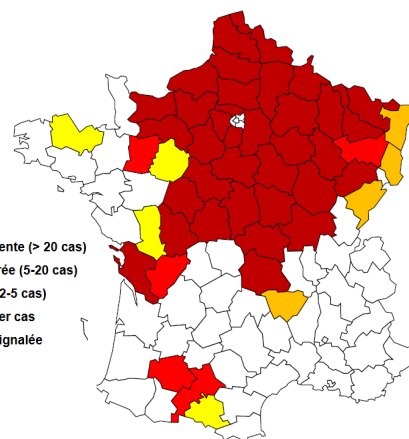 ente (> 20 cas)
rée (5-20 cas)
2-5 cas)
er cas
ignalée